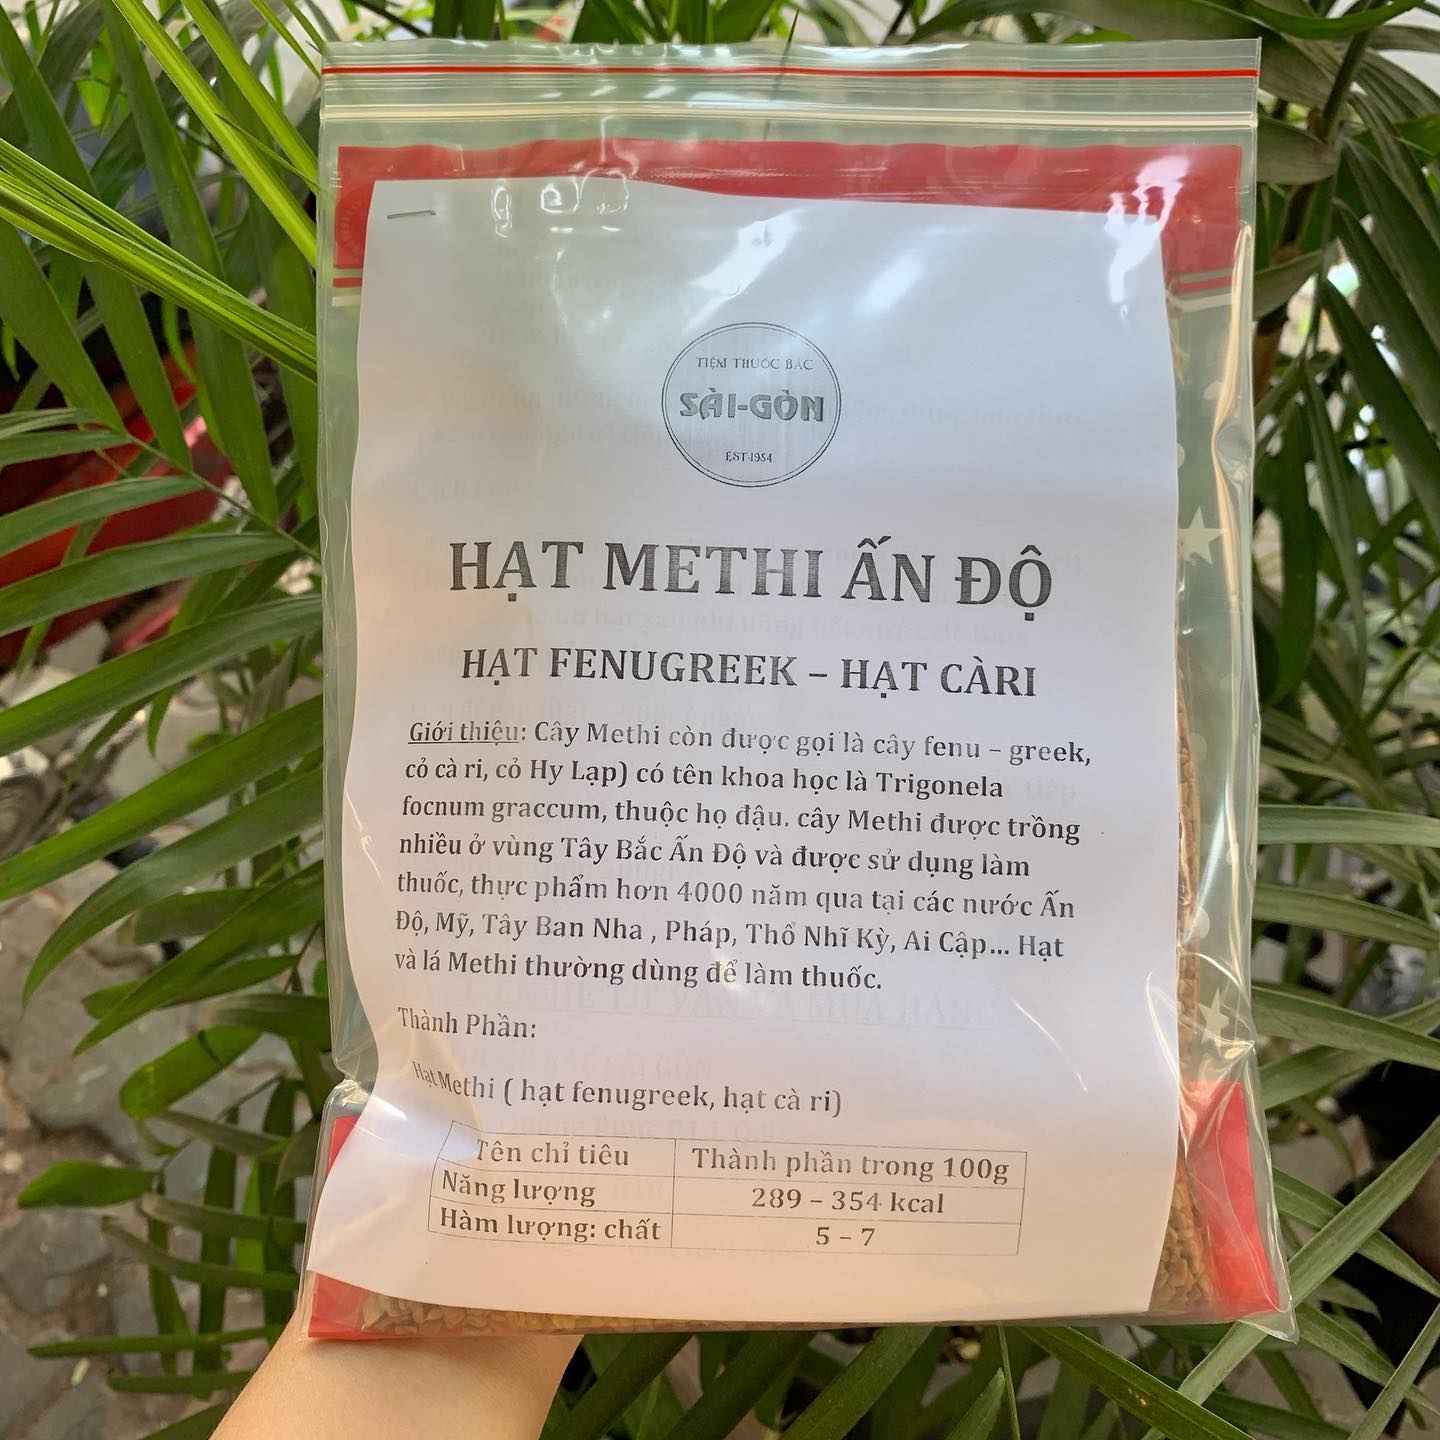 TIỆM THUỐC BẮC
SÀI-GÒN
EST-1954
HẠT METHI ẤN ĐỘ
HẠT FENUGREEK – HẠT CÀRI
Giới thiệu: Cây Methi còn được gọi là cây fenu – greek,
cỏ cà ri, cỏ Hy Lạp) có tên khoa học là Trigonela
focnum graccum, thuộc họ đậu. cây Methi được trồng
nhiều ở vùng Tây Bắc Ấn Độ và được sử dụng làm
thuốc, thực phẩm hơn 4000 năm qua tại các nước Ấn
Độ, Mỹ, Tây Ban Nha , Pháp, Thổ Nhĩ Kỳ, Ai Cập... Hạt
và lá Methi thường dùng để làm thuốc.
Thành Phần:
Hạt Methi ( hạt fenugreek, hạt cà ri)
Tên chỉ tiêu Thành phần trong 100g
Năng lượng 289 – 354 kcal
Hàm lượng: chất 5 – 7